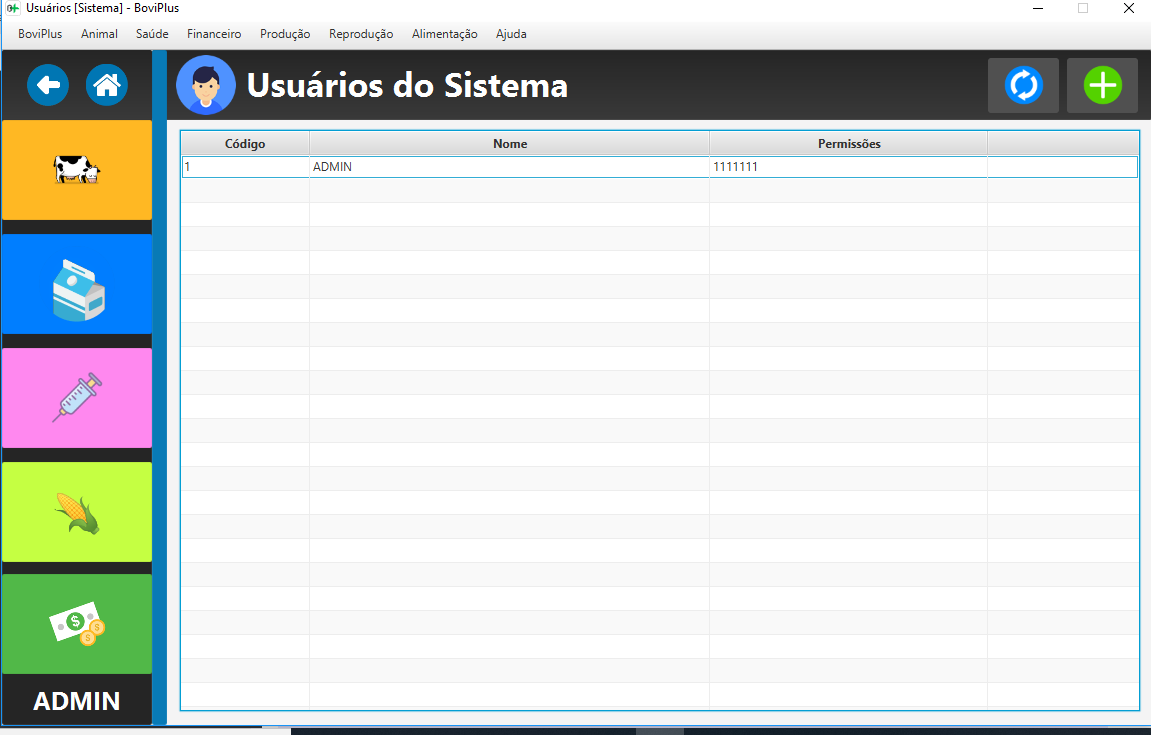 Usuários [Sistema] - BoviPlus
BoviPlus Animal Saúde Financeiro Produção Reprodução Alimentação Ajuda
Usuários do Sistema
Código Nome Permissões
1 ADMIN 1111111
ADMIN